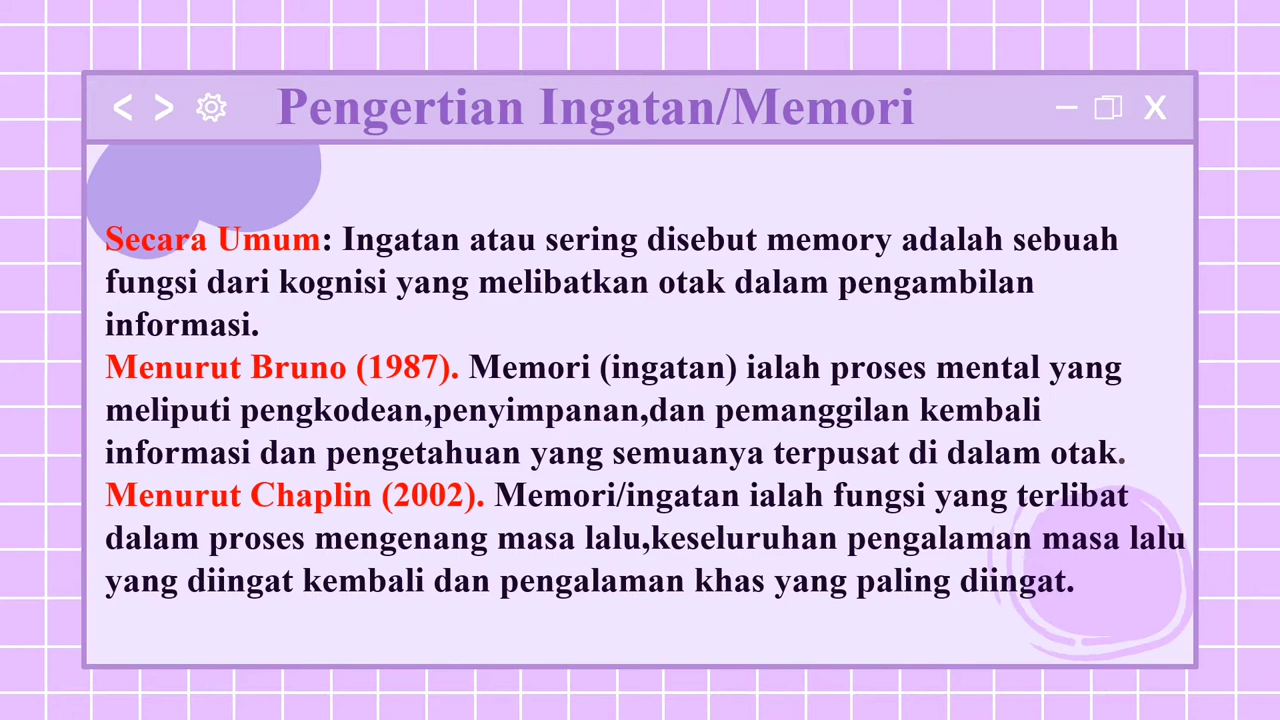 Pengertian Ingatan/Memori
Secara Umum: Ingatan atau sering disebut memory adalah sebuah
fungsi dari kognisi yang melibatkan otak dalam pengambilan
informasi.
Menurut Bruno (1987). Memori (ingatan) ialah proses mental yang
meliputi pengkodean,penyimpanan,dan pemanggilan kembali
informasi dan pengetahuan yang semuanya terpusat di dalam otak.
Menurut Chaplin (2002). Memori/ingatan ialah fungsi yang terlibat
dalam proses mengenang masa lalu,keseluruhan pengalaman masa lalu
yang diingat kembali dan pengalaman khas yang paling diingat.